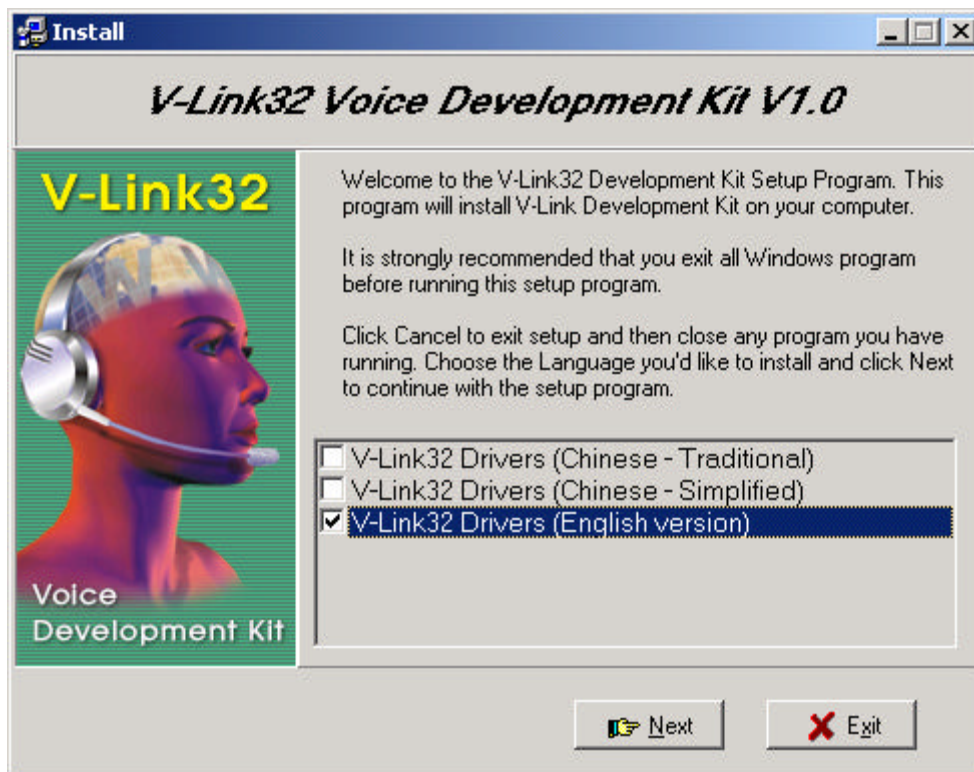 Install
V-Link32 Voice Development Kit V1.0
V-Link32
Voice
Development Kit
Welcome to the V-Link32 Development Kit Setup Program. This
program will install V-Link Development Kit on your computer.
It is strongly recommended that you exit all Windows program
before running this setup program.
Click Cancel to exit setup and then close any program you have
running. Choose the Language you'd like to install and click Next
to continue with the setup program.
V-Link32 Drivers (Chinese - Traditional)
V-Link32 Drivers (Chinese - Simplified)
V-Link32 Drivers (English version)
Next
Exit